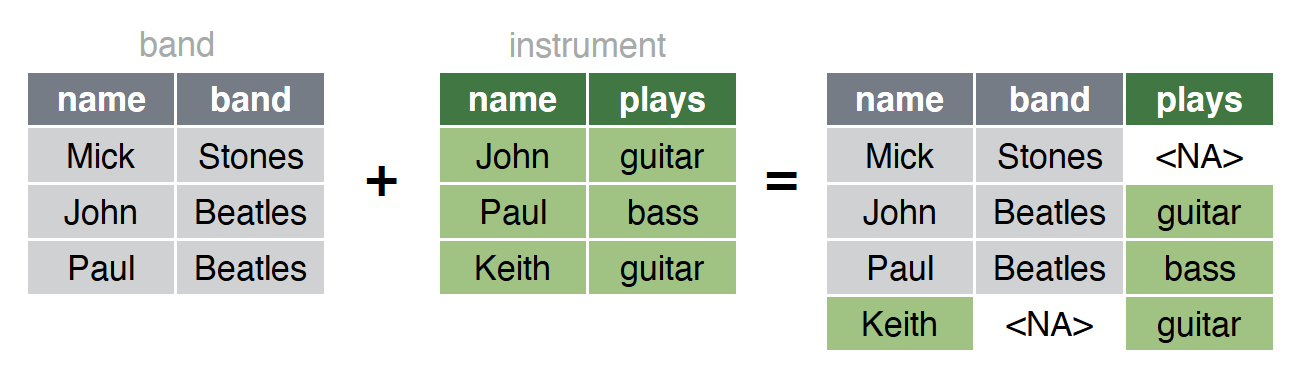 band
name band
Mick Stones
John Beatles
Paul Beatles
+
instrument
name plays
John guitar
Paul bass
Keith guitar
=
name band plays
Mick Stones <NA>
John Beatles guitar
Paul Beatles bass
Keith <NA> guitar